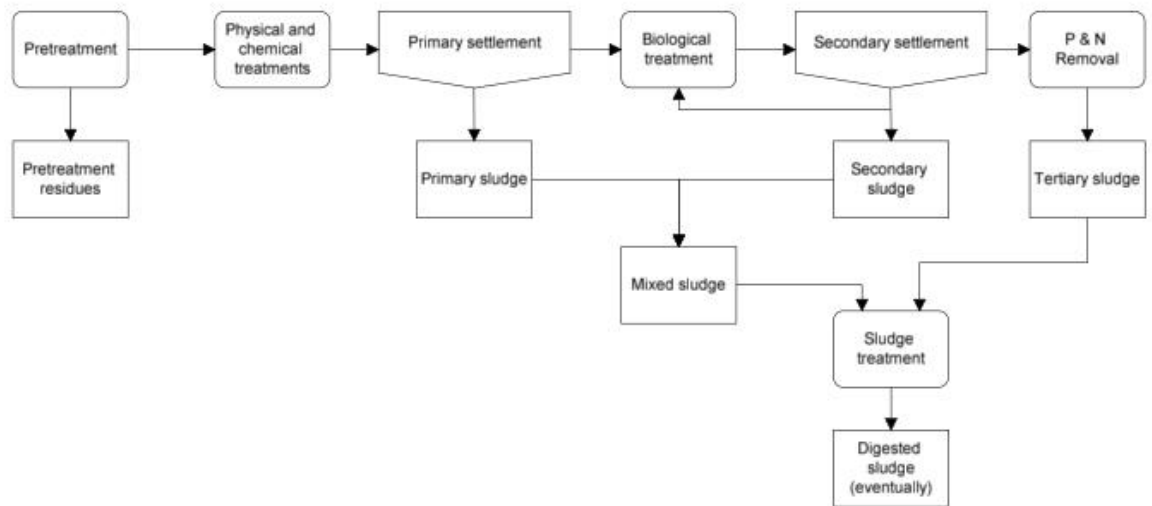 Pretreatment
Physical and
chemical
treatments
Primary settlement
Biological
treatment
Secondary settlement
P & N
Removal
Pretreatment
residues
Primary sludge
Secondary
sludge
Tertiary sludge
Mixed sludge
Sludge
treatment
Digested
sludge
(eventually)